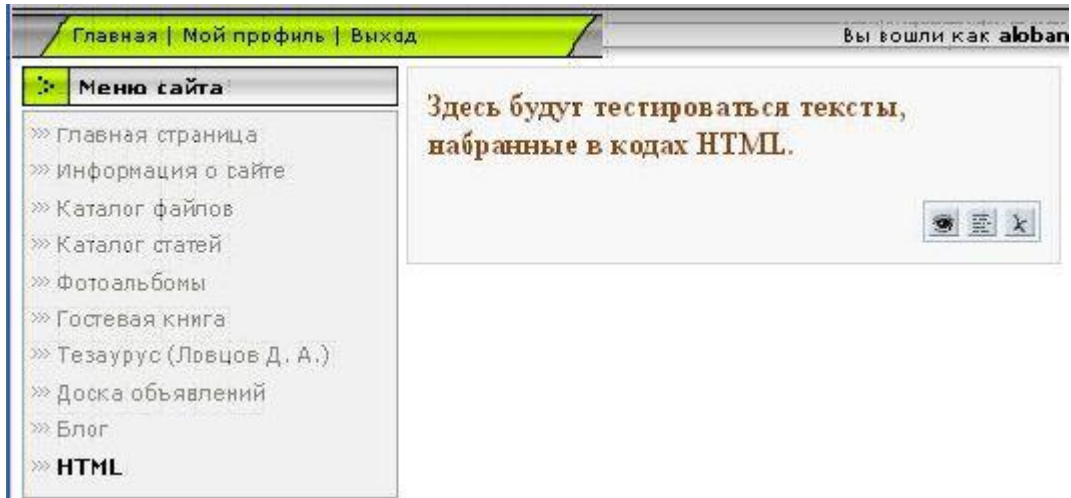 Главная | Мой профиль | Выход
Вы вошли как aloban
Меню сайта
Главная страница
Информация о сайте
Каталог файлов
Каталог статей
Фотоальбомы
Гостевая книга
Тезаурус (Ловцов Д. А.)
Доска объявлений
Блог
HTML
Здесь будут тестироваться тексты,
набранные в кодах HTML.